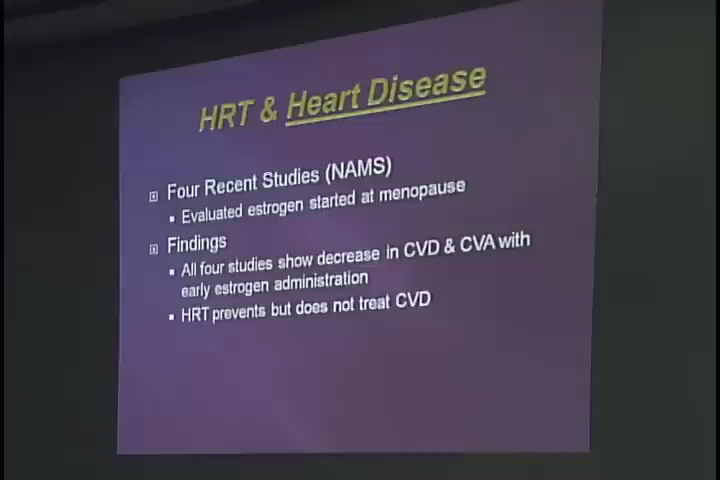 HRT & Heart Disease
Four Recent Studies (NAMS)
Evaluated estrogen started at menopause
Findings
All four studies show decrease in CVD & CVA with
early estrogen administration
HRT prevents but does not treat CVD